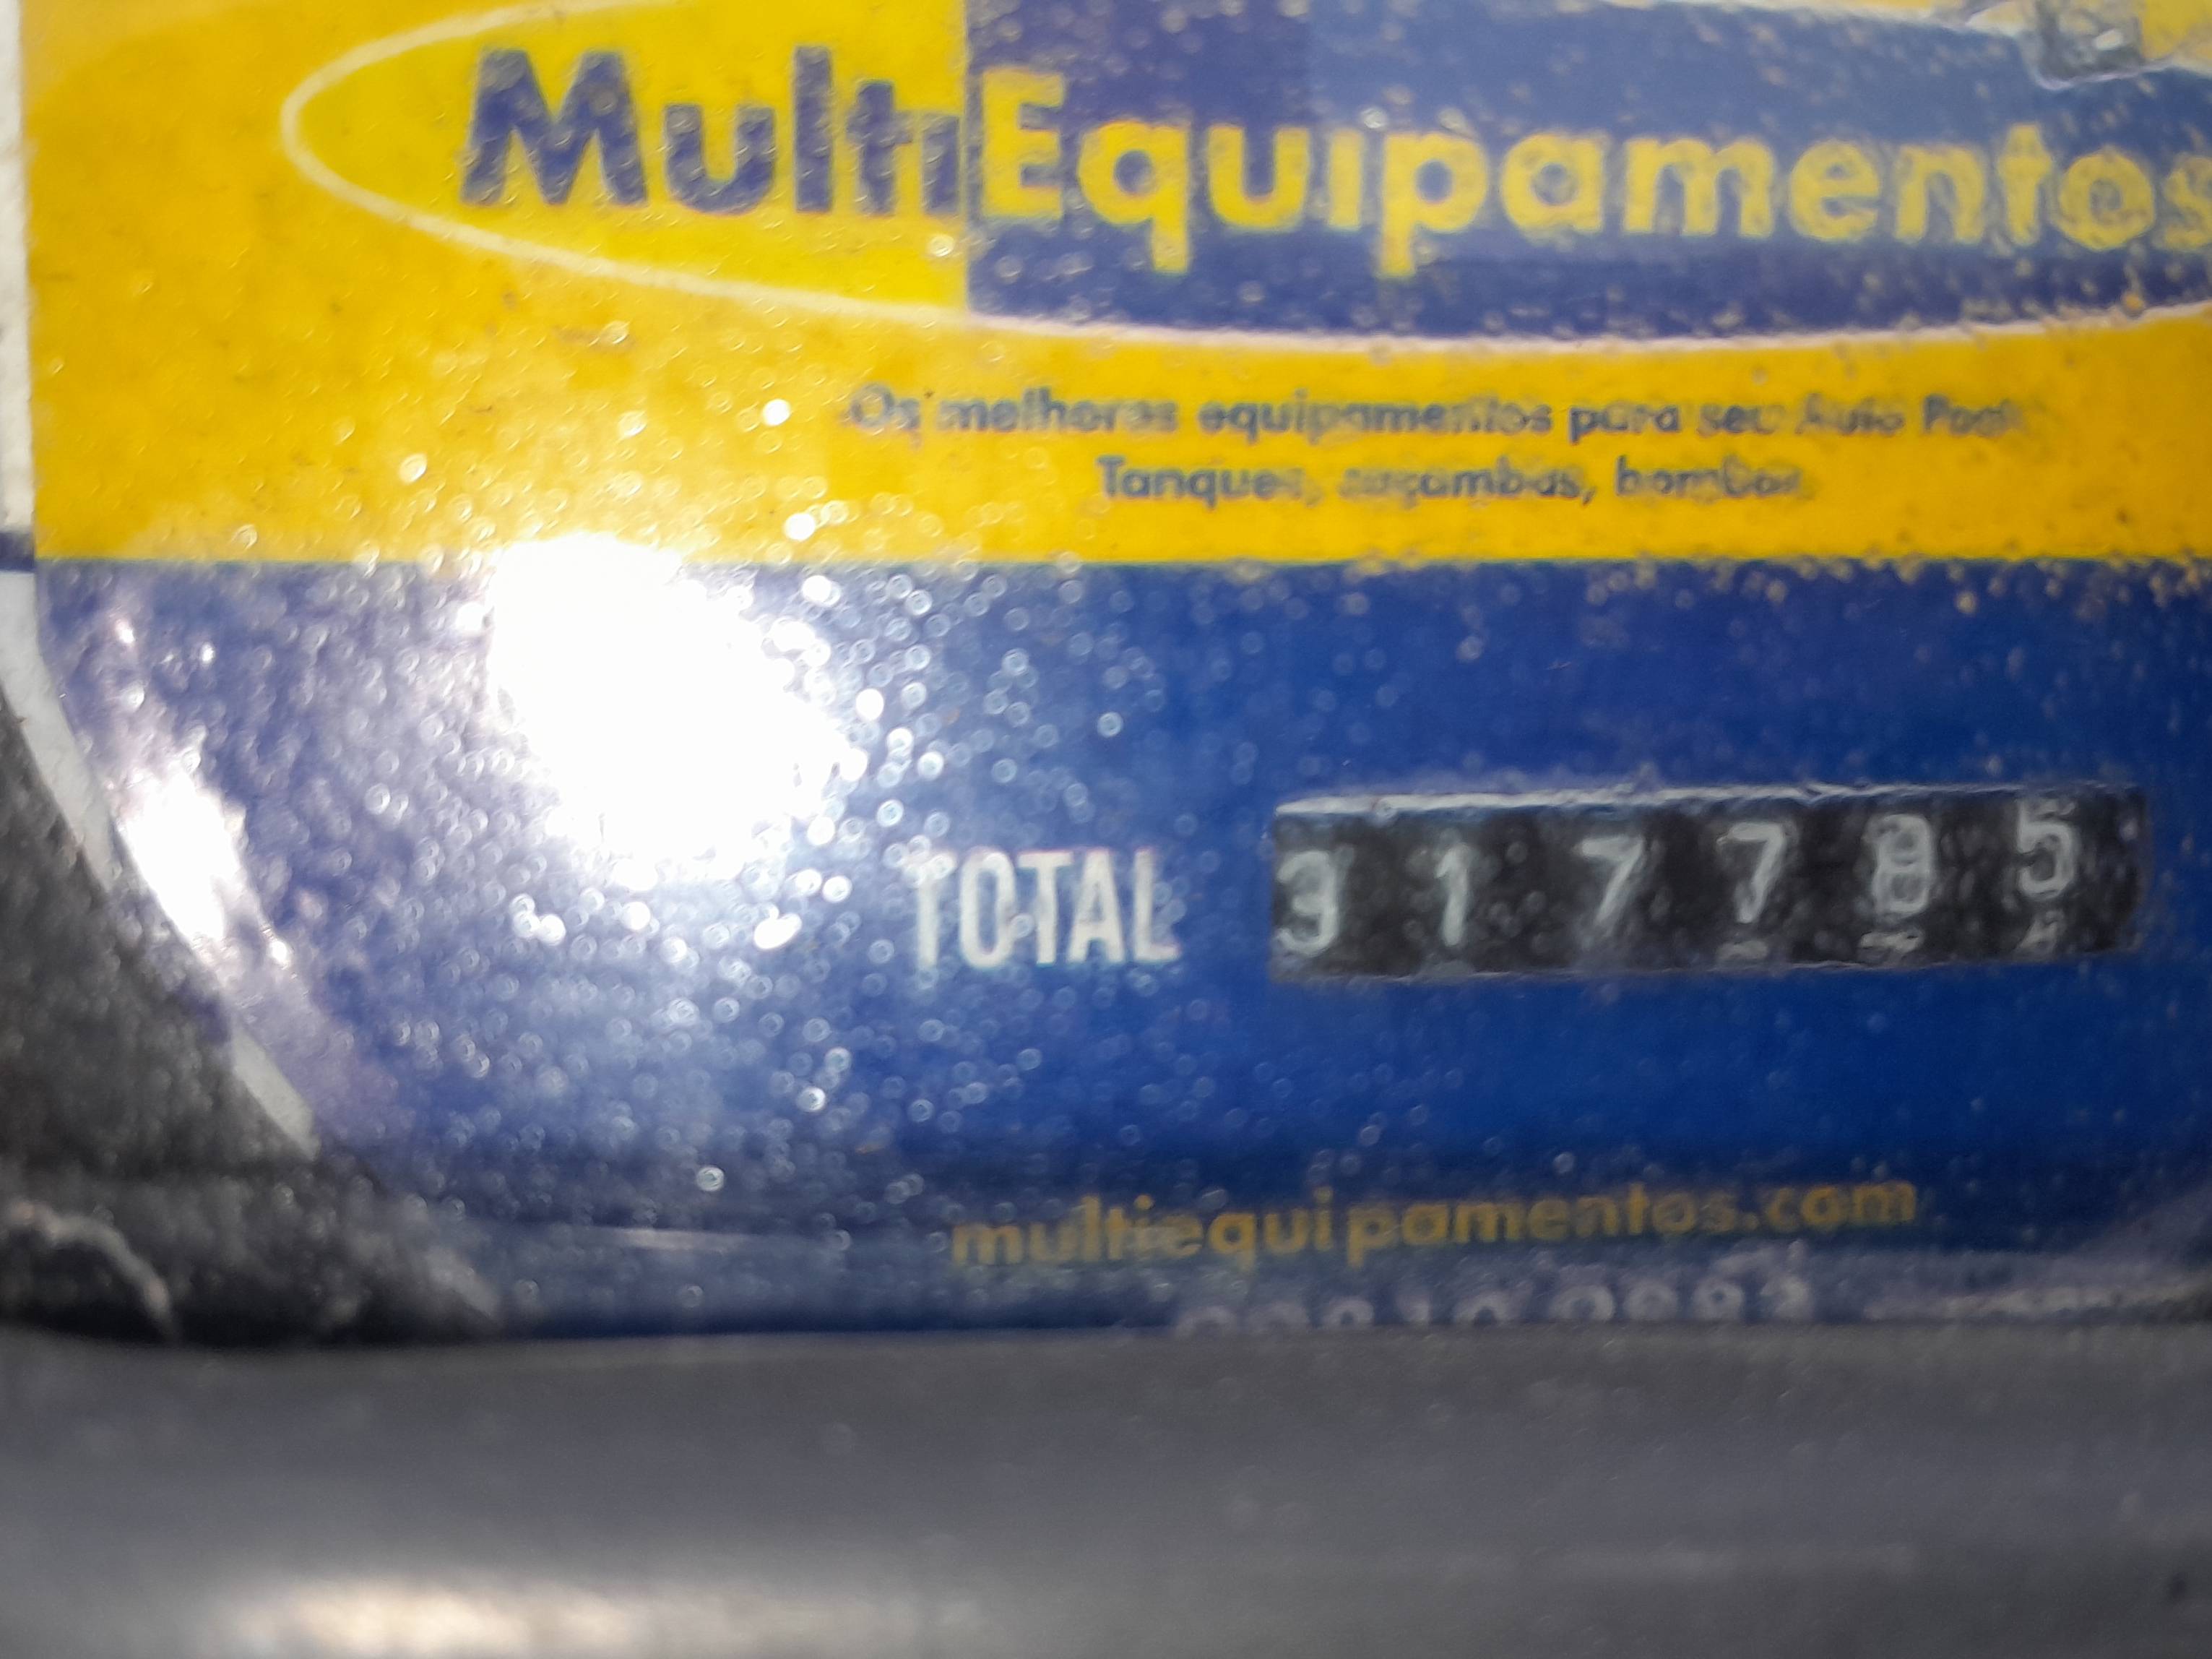 MultiEquipamentos
Os melhores equipamentos para seu Auto Posto
Tanques, caçambas, bombas
TOTAL 317785
multiequipamentos.com